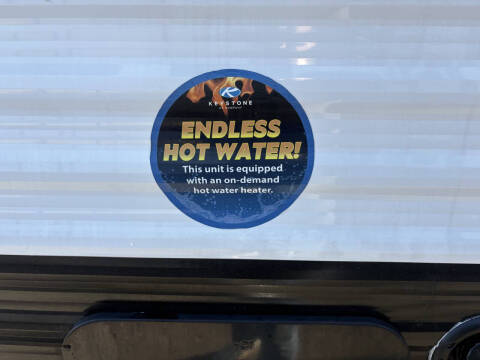 KEYSTONE
ENDLESS
HOT WATER!
This unit is equipped
with an on-demand
hot water heater.